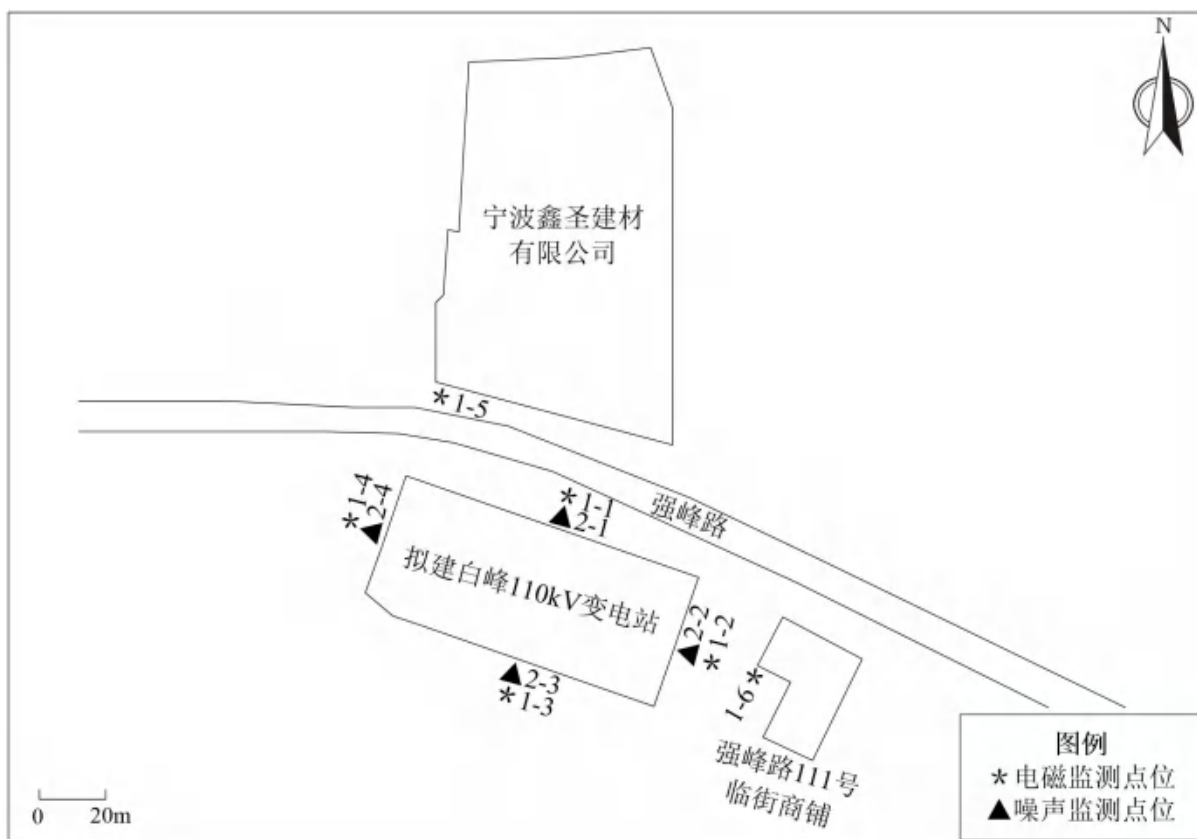 N
宁波鑫圣建材
有限公司
*1-5
强峰路
*1-4
▲2-4
*1-1
▲2-1
拟建白峰110kV变电站
▲2-2
*1-2
▲2-3
*1-3
1-6*
强峰路111号
临街商铺
0 20m
图例
*电磁监测点位
▲噪声监测点位